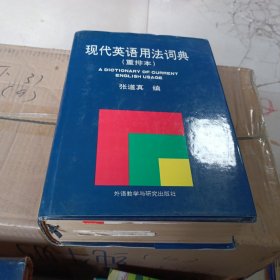 现代英语用法词典
（重排本）
A DICTIONARY OF CURRENT
ENGLISH USAGE
张道真 编
外语教学与研究出版社